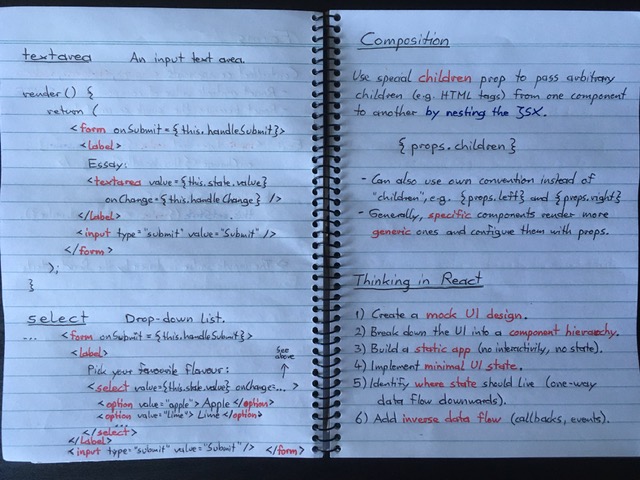 textarea An input text area.
render() {
return (
<form onSubmit={this.handleSubmit}>
<label>
Essay:
<textarea value={this.state.value}
onChange={this.handleChange} />
</label>
<input type="submit" value="Submit" />
</form>
);
}
select Drop-down List.
... <form onSubmit={this.handleSubmit}>
<label>
Pick your favourite flavour:
See above ↑
<select value={this.state.value} onChange... >
<option value="apple"> Apple </option>
<option value="lime"> Lime </option>
...
</select>
</label>
<input type="submit" value="Submit" /> </form>
Composition
Use special children prop to pass arbitrary
children (e.g. HTML tags) from one component
to another by nesting the JSX.
{ props.children }
- Can also use own convention instead of
"children", e.g. {props.left} and {props.right}
- Generally, specific components render more
generic ones and configure them with props.
Thinking in React
1) Create a mock UI design.
2) Break down the UI into a component hierarchy.
3) Build a static app (no interactivity, no state).
4) Implement minimal UI state.
5) Identify where state should live (one-way
data flow downwards).
6) Add inverse data flow (callbacks, events).